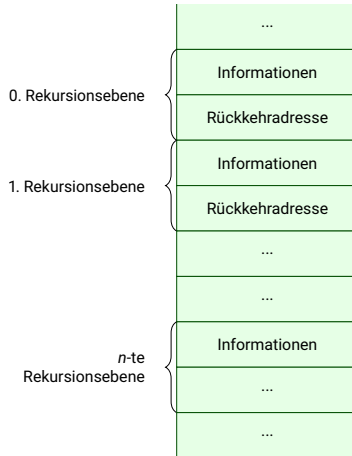 ...
Informationen
0. Rekursionsebene
Rückkehradresse
Informationen
1. Rekursionsebene
Rückkehradresse
...
...
Informationen
n-te
Rekursionsebene
...
...